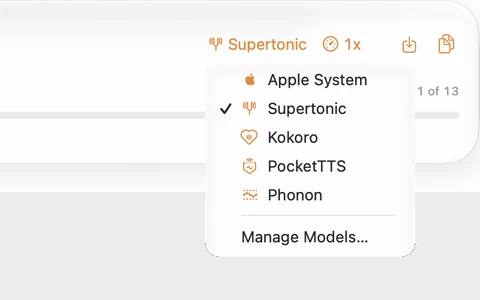 Supertonic 1x
Apple System
1 of 13
Supertonic
Kokoro
PocketTTS
Phonon
Manage Models...